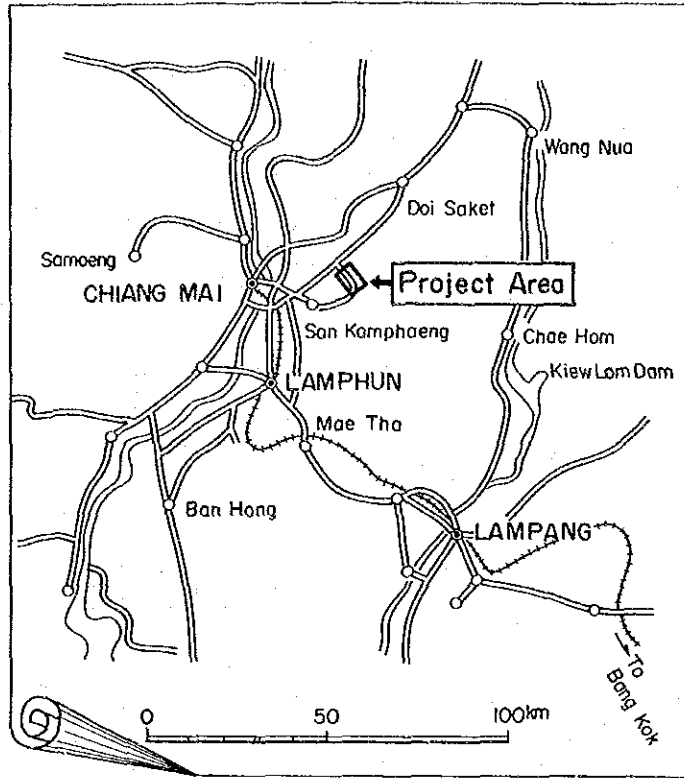 Wang Nua
Doi Saket
Samoeng
CHIANG MAI
Project Area
San Kamphaeng
Chae Hom
Kiew Lom Dam
LAMPHUN
Mae Tha
Ban Hong
LAMPANG
To
Bang Kok
0 50 100km